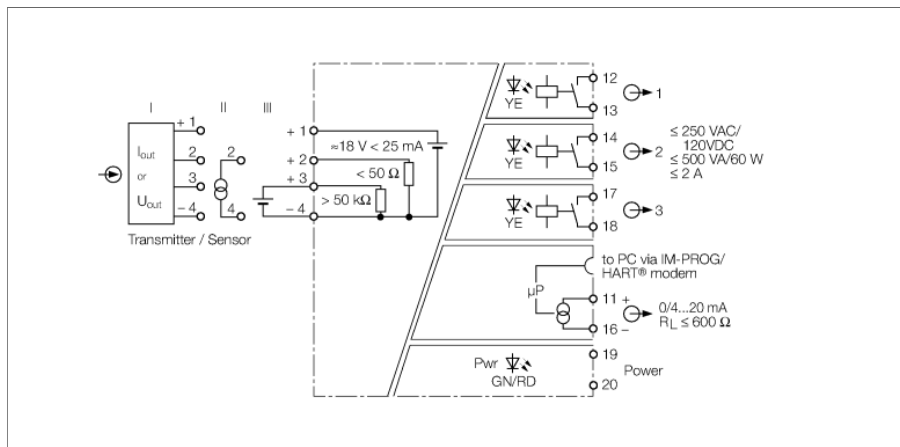 I II III
+ 1
2
3
− 4
I out
or
U out
Transmitter / Sensor
2
4
+ 1
+ 2
+ 3
− 4
≈18 V < 25 mA
< 50 Ω
> 50 kΩ
YE
12
13
1
YE
14
15
2
≤ 250 VAC/
120VDC
≤ 500 VA/60 W
≤ 2 A
YE
17
18
3
to PC via IM-PROG/
HART® modem
µP
11 +
16 −
0/4...20 mA
RL ≤ 600 Ω
Pwr
GN/RD
19
20
Power